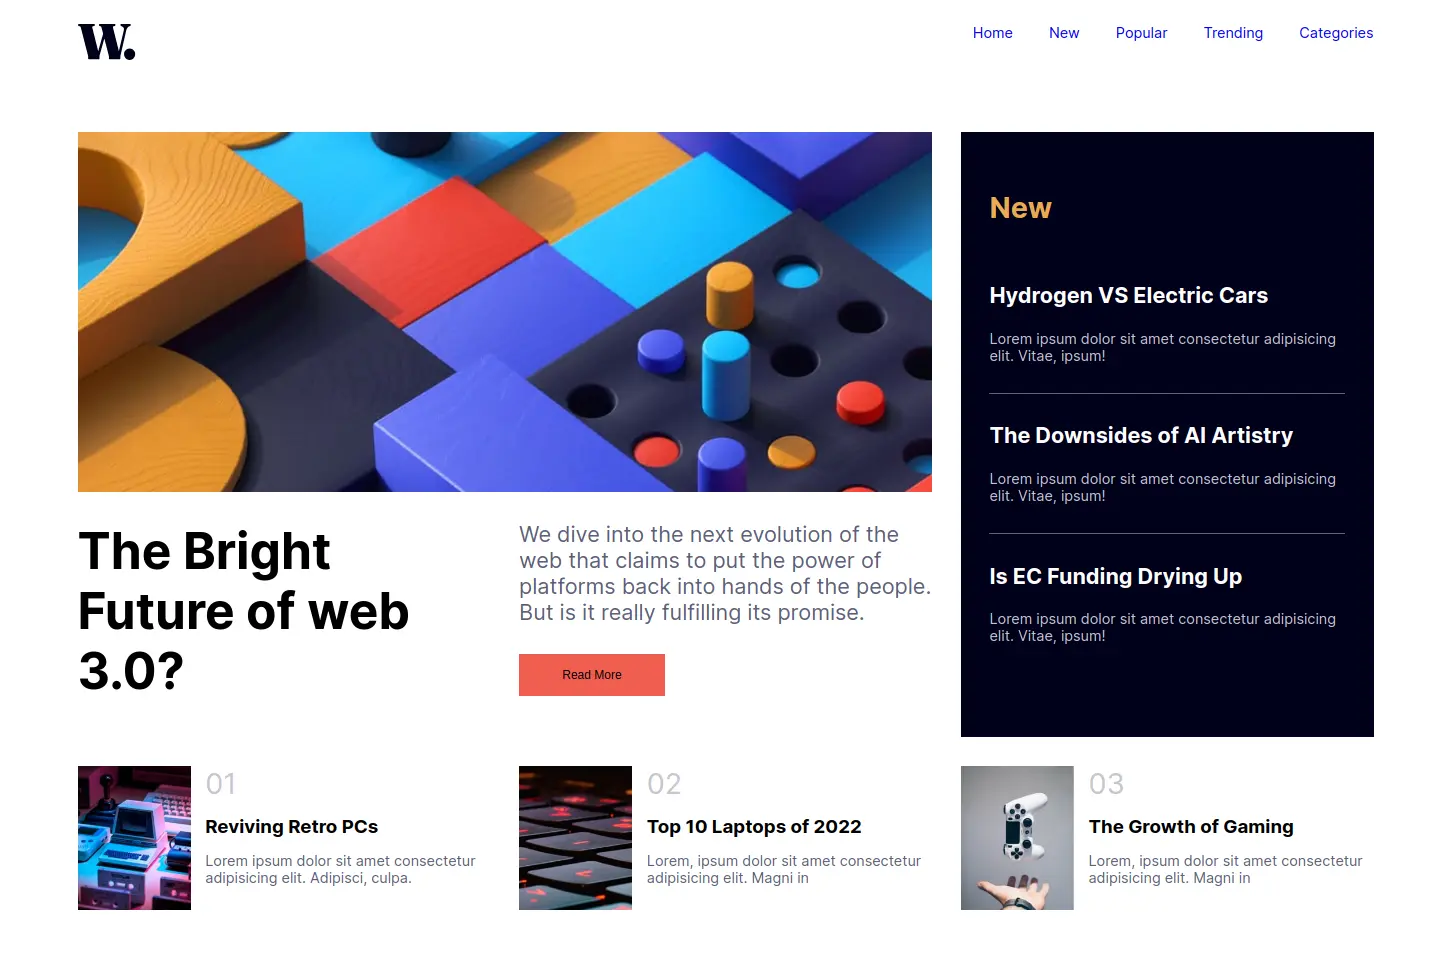 W.
Home New Popular Trending Categories
New
Hydrogen VS Electric Cars
Lorem ipsum dolor sit amet consectetur adipisicing
elit. Vitae, ipsum!
The Downsides of AI Artistry
Lorem ipsum dolor sit amet consectetur adipisicing
elit. Vitae, ipsum!
Is EC Funding Drying Up
Lorem ipsum dolor sit amet consectetur adipisicing
elit. Vitae, ipsum!
The Bright
Future of web
3.0?
We dive into the next evolution of the
web that claims to put the power of
platforms back into hands of the people.
But is it really fulfilling its promise.
Read More
01
Reviving Retro PCs
Lorem ipsum dolor sit amet consectetur
adipisicing elit. Adipisci, culpa.
02
Top 10 Laptops of 2022
Lorem, ipsum dolor sit amet consectetur
adipisicing elit. Magni in
03
The Growth of Gaming
Lorem, ipsum dolor sit amet consectetur
adipisicing elit. Magni in